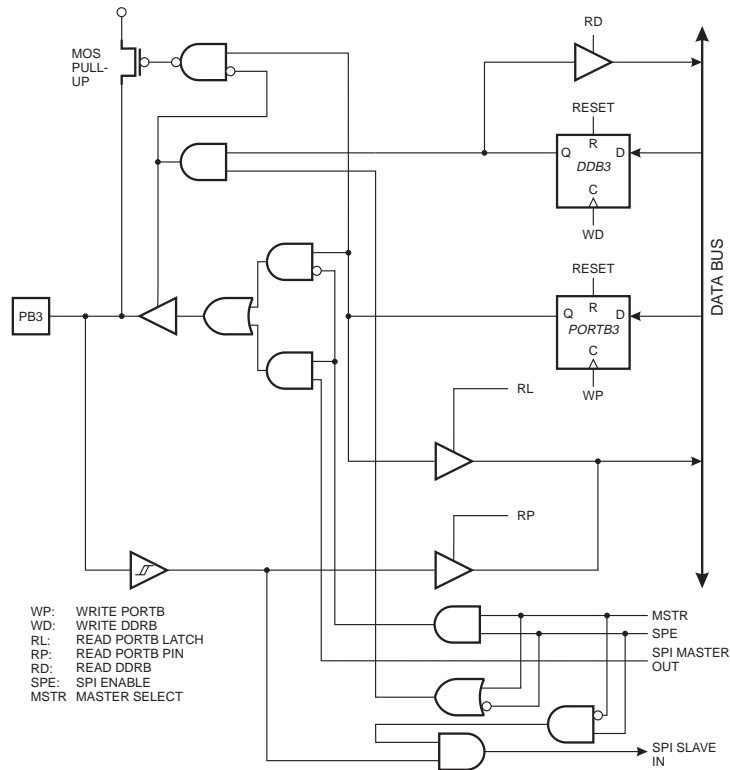 RD
MOS
PULL-
UP
RESET
R
Q
D
DDB3
C
WD
DATA BUS
RESET
R
Q
D
PB3
PORTB3
C
WP
RL
RP
WP: WRITE PORTB
WD: WRITE DDRB
RL: READ PORTB LATCH
RP: READ PORTB PIN
RD: READ DDRB
SPE: SPI ENABLE
MSTR MASTER SELECT
MSTR
SPE
SPI MASTER
OUT
SPI SLAVE
IN